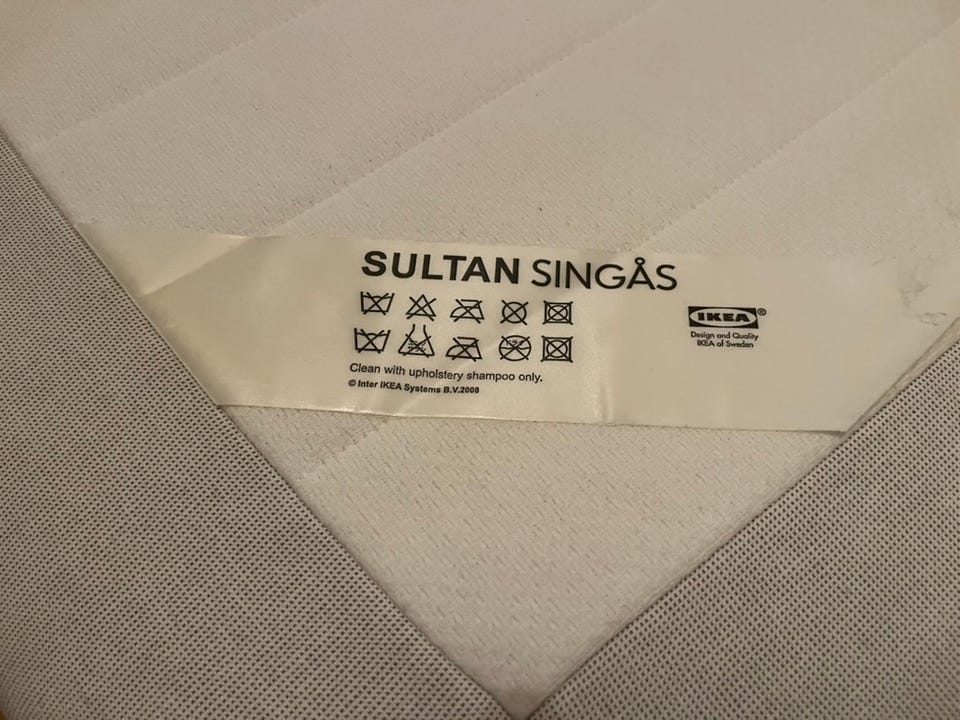 SULTAN SINGÅS
IKEA®
Design and Quality
IKEA of Sweden
Clean with upholstery shampoo only.
© Inter IKEA Systems B.V.2008